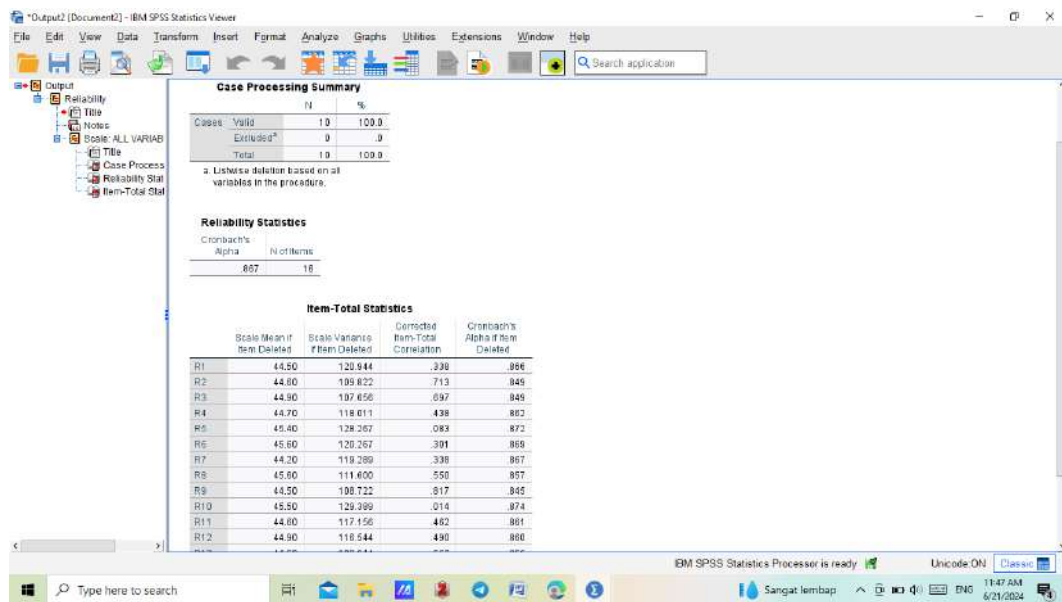 *Output2 [Document2] - IBM SPSS Statistics Viewer
File Edit View Data Transform Insert Format Analyze Graphs Utilities Extensions Window Help
Search application
Output
Reliability
Title
Notes
Scale: ALL VARIAB
Title
Case Process
Reliability Stat
Item-Total Stat
Case Processing Summary
N %
Cases Valid 10 100.0
Excludedª 0 .0
Total 10 100.0
a. Listwise deletion based on all
variables in the procedure.
Reliability Statistics
Cronbach's
Alpha N of Items
.867 16
Item-Total Statistics
Scale Mean if
Item Deleted Scale Variance
if Item Deleted Corrected
Item-Total
Correlation Cronbach's
Alpha if Item
Deleted
R1 44.50 120.944 .338 .866
R2 44.60 109.822 .713 .849
R3 44.90 107.656 .697 .849
R4 44.70 118.011 .438 .862
R5 45.40 128.267 .083 .872
R6 45.60 120.267 .301 .869
R7 44.20 119.289 .338 .867
R8 45.60 111.600 .550 .857
R9 44.50 108.722 .817 .845
R10 45.50 129.389 .014 .874
R11 44.60 117.156 .462 .861
R12 44.90 116.544 .490 .860
IBM SPSS Statistics Processor is ready Unicode:ON Classic
Type here to search
Sangat lembap
ENG
11:47 AM
6/21/2024